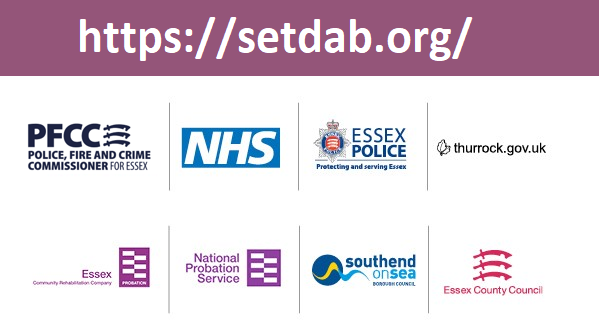 https://setdab.org/
PFCC
POLICE, FIRE AND CRIME
COMMISSIONER FOR ESSEX
NHS
ESSEX
POLICE
Protecting and serving Essex
thurrock.gov.uk
Essex
Community Rehabilitation Company
PROBATION
National
Probation
Service
PROBATION
southend
on sea
BOROUGH COUNCIL
Essex County Council